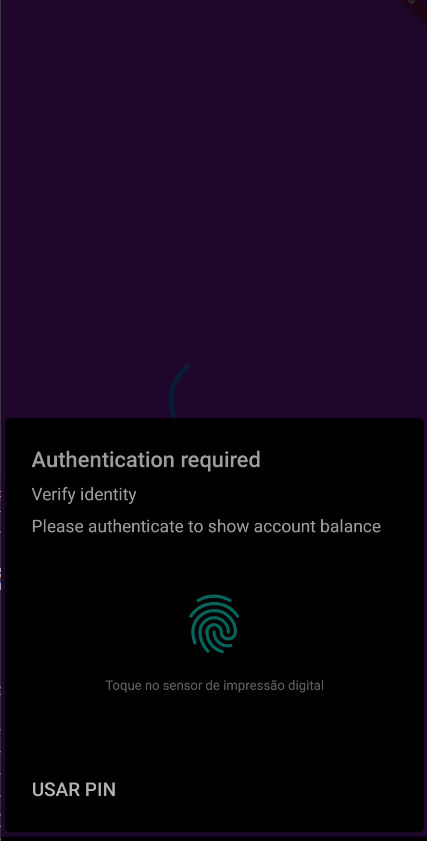 Authentication required
Verify identity
Please authenticate to show account balance
Toque no sensor de impressão digital
USAR PIN